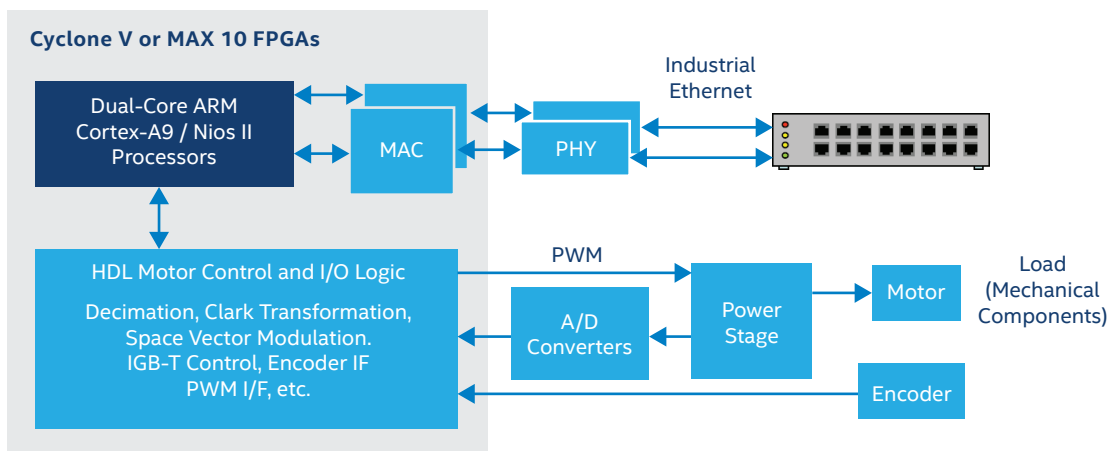 Cyclone V or MAX 10 FPGAs
Dual-Core ARM
Cortex-A9 / Nios II
Processors
MAC
PHY
Industrial
Ethernet
HDL Motor Control and I/O Logic
Decimation, Clark Transformation,
Space Vector Modulation.
IGB-T Control, Encoder IF
PWM I/F, etc.
PWM
A/D
Converters
Power
Stage
Motor
Load
(Mechanical
Components)
Encoder